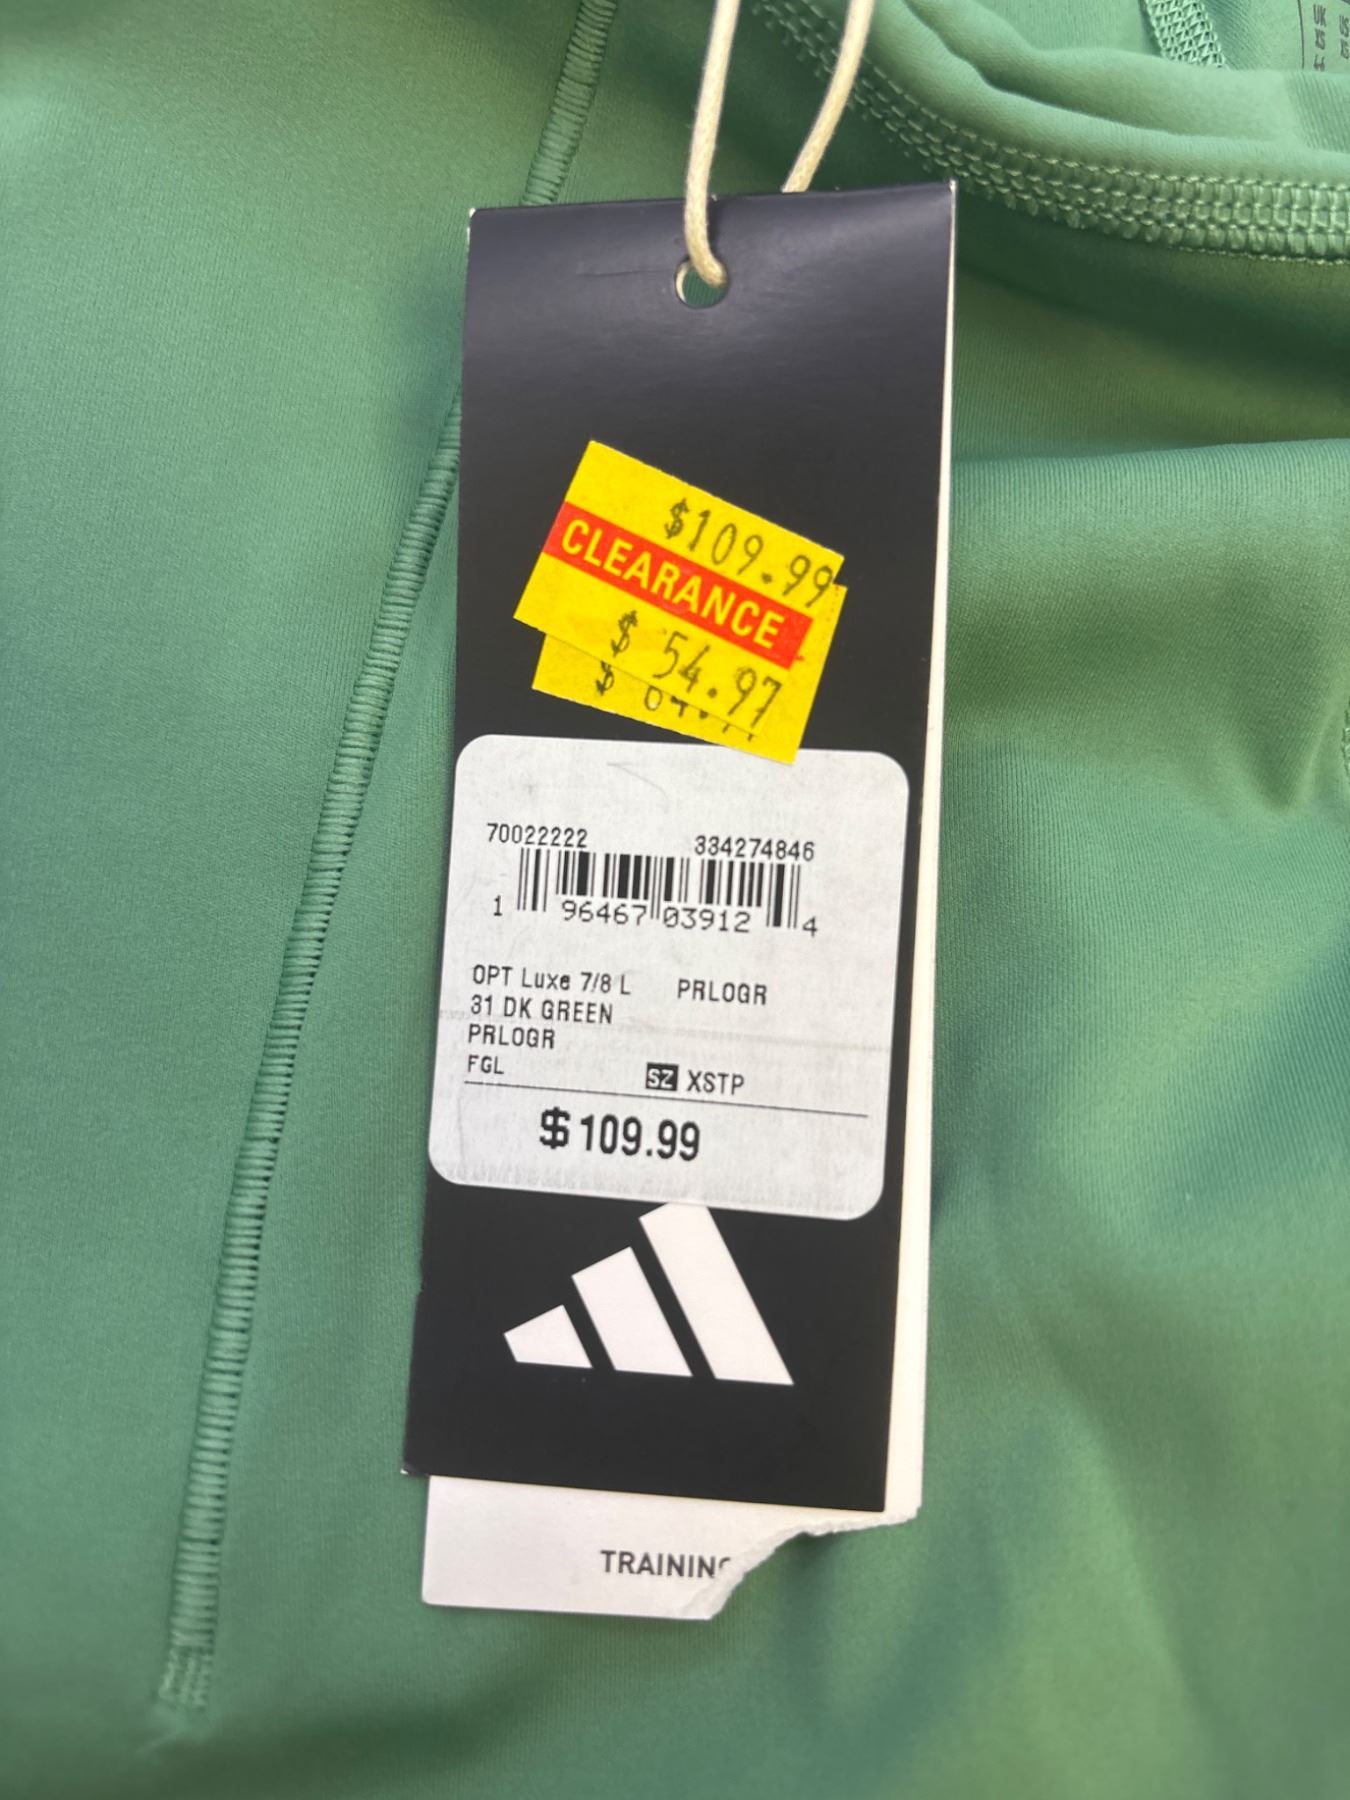 $109.99
CLEARANCE
$ 54.97
$
70022222 334274846
1 96467 03912 4
OPT Luxe 7/8 L PRLOGR
31 DK GREEN
PRLOGR
FGL SZ XSTP
$109.99